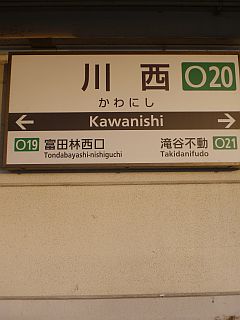 川西 O20
かわにし
← Kawanishi →
O19 富田林西口 滝谷不動 O21
Tondabayashi-nishiguchi Takidanifudo